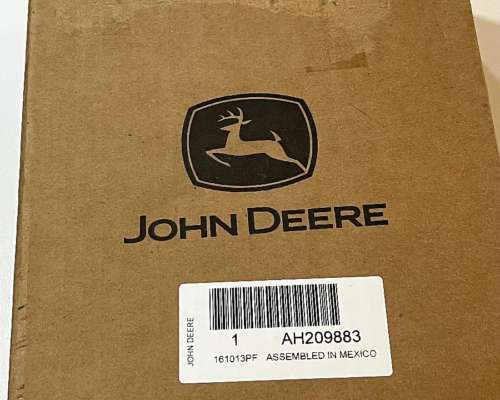 JOHN DEERE
JOHN DEERE
1 AH209883
161013PF ASSEMBLED IN MEXICO